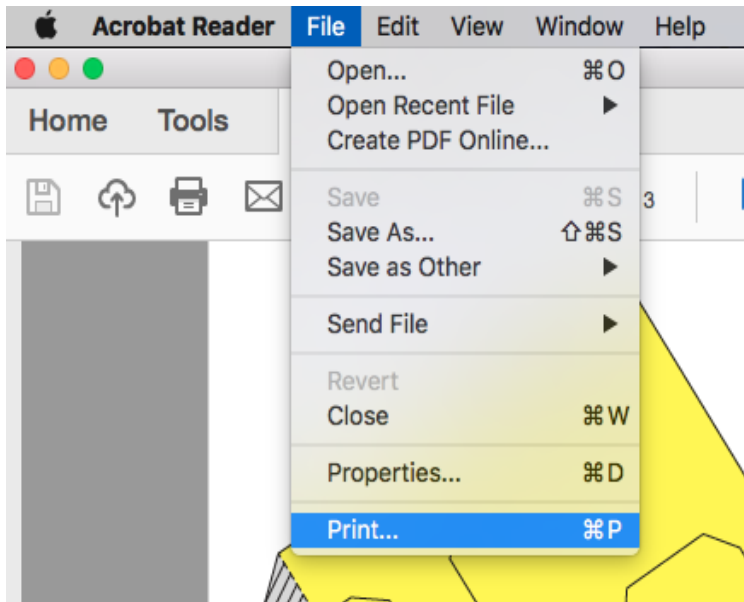 Acrobat Reader File Edit View Window Help
Home Tools
Open... ⌘O
Open Recent File ▶
Create PDF Online...
Save ⌘S
3
Save As... ⇧⌘S
Save as Other ▶
Send File ▶
Revert
Close ⌘W
Properties... ⌘D
Print... ⌘P